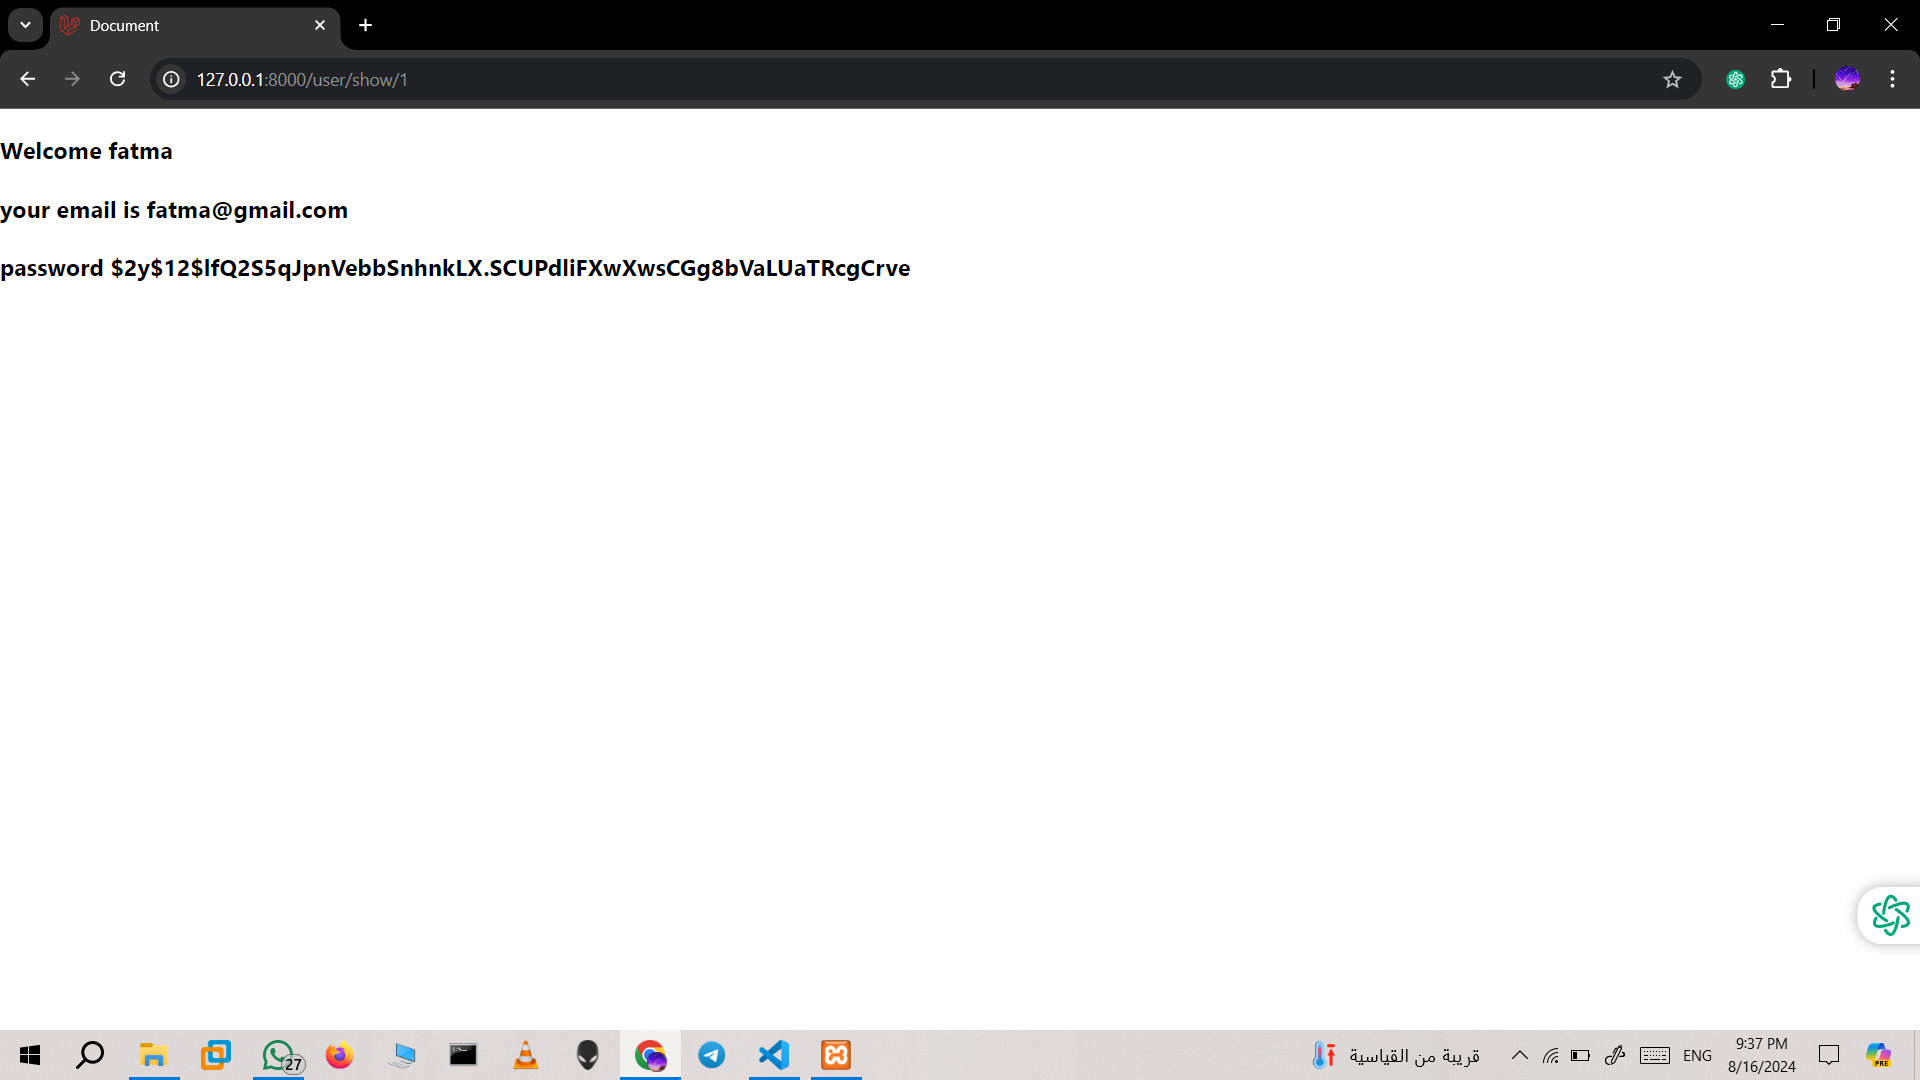 Document
127.0.0.1:8000/user/show/1
Welcome fatma
your email is fatma@gmail.com
password $2y$12$lfQ2S5qJpnVebbSnhnkLX.SCUPdliFXwXwsCGg8bVaLUaTRcgCrve
27
قريبة من القياسية
ENG
9:37 PM
8/16/2024
PRE